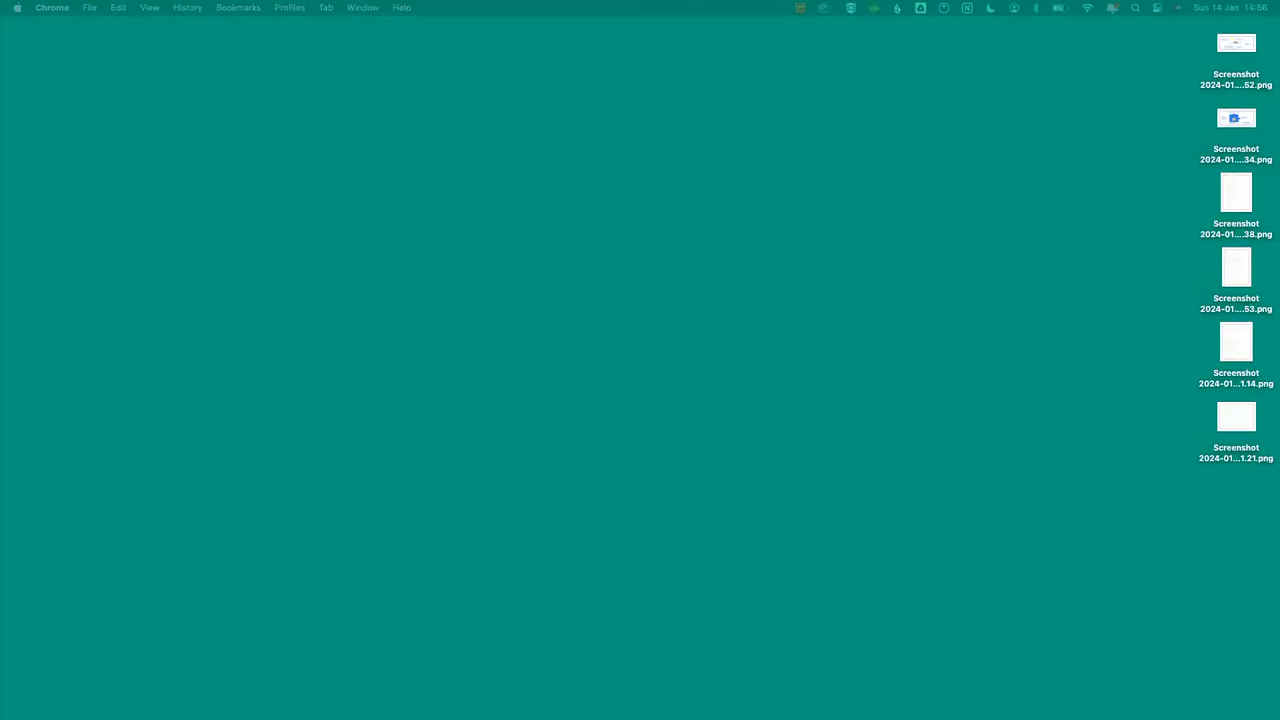 Chrome File Edit View History Bookmarks Profiles Tab Window Help Sun 14 Jan 14:56
Screenshot
2024-01....52.png
Screenshot
2024-01....34.png
Screenshot
2024-01....38.png
Screenshot
2024-01....53.png
Screenshot
2024-01...1.14.png
Screenshot
2024-01...1.21.png